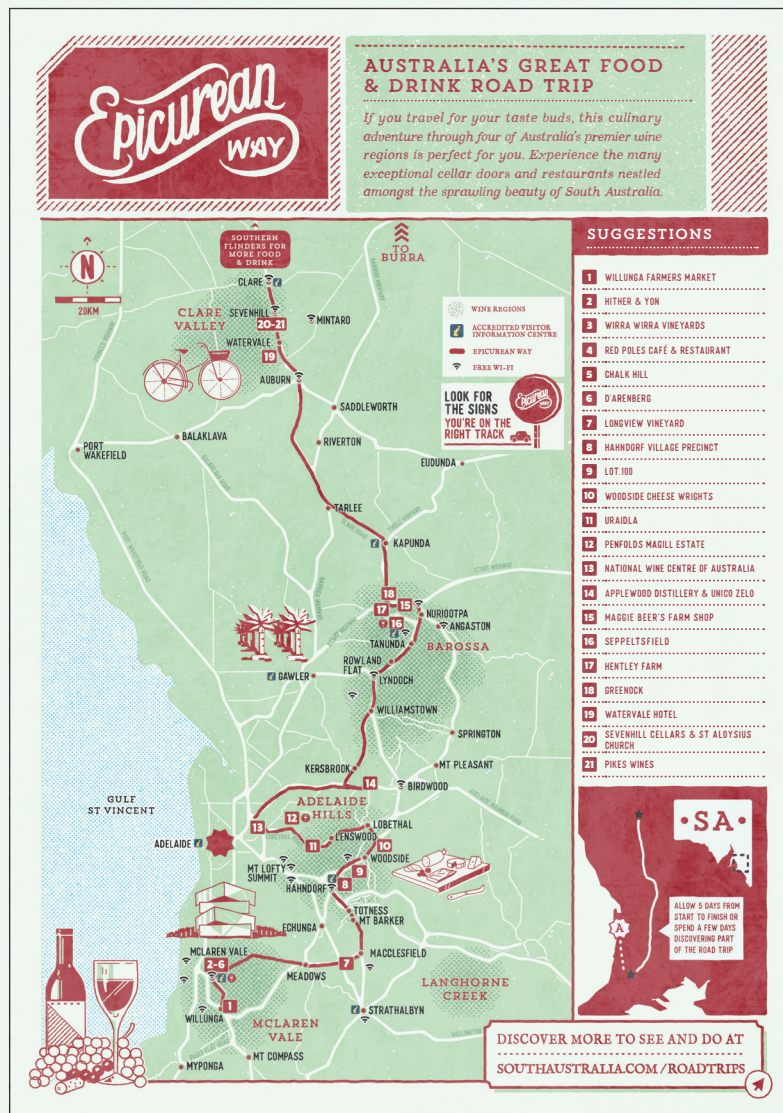 Epicurean
WAY
AUSTRALIA'S GREAT FOOD
& DRINK ROAD TRIP
If you travel for your taste buds, this culinary
adventure through four of Australia's premier wine
regions is perfect for you. Experience the many
exceptional cellar doors and restaurants nestled
amongst the sprawling beauty of South Australia.
SOUTHERN
FLINDERS FOR
MORE FOOD
& DRINK
TO
BURRA
N
20KM
CLARE
CLARE
VALLEY
SEVENHILL
20-21
MINTARO
WATERVALE
19
AUBURN
WINE REGIONS
ACCREDITED VISITOR
INFORMATION CENTRE
EPICUREAN WAY
FREE WI-FI
LOOK FOR
THE SIGNS
YOU'RE ON THE
RIGHT TRACK
Epicurean
WAY
SADDLEWORTH
BALAKLAVA
RIVERTON
PORT
WAKEFIELD
EUDUNDA
TARLEE
KAPUNDA
STURT HIGHWAY
18
17
15
NURIOOTPA
16
ANGASTON
TANUNDA
BAROSSA
ROWLAND
FLAT
GAWLER
LYNDOCH
WILLIAMSTOWN
SPRINGTON
KERSBROOK
MT PLEASANT
14
BIRDWOOD
GULF
ST VINCENT
ADELAIDE
HILLS
12
13
LOBETHAL
LENSWOOD
11
10
ADELAIDE
WOODSIDE
MT LOFTY
SUMMIT
9
HAHNDORF
8
TOTNESS
MT BARKER
ECHUNGA
MCLAREN VALE
2-6
MACCLESFIELD
7
MEADOWS
LANGHORNE
CREEK
1
WILLUNGA
STRATHALBYN
MCLAREN
VALE
MT COMPASS
MYPONGA
SUGGESTIONS
1 WILLUNGA FARMERS MARKET
2 HITHER & YON
3 WIRRA WIRRA VINEYARDS
4 RED POLES CAFÉ & RESTAURANT
5 CHALK HILL
6 D'ARENBERG
7 LONGVIEW VINEYARD
8 HAHNDORF VILLAGE PRECINCT
9 LOT.100
10 WOODSIDE CHEESE WRIGHTS
11 URAIDLA
12 PENFOLDS MAGILL ESTATE
13 NATIONAL WINE CENTRE OF AUSTRALIA
14 APPLEWOOD DISTILLERY & UNICO ZELO
15 MAGGIE BEER'S FARM SHOP
16 SEPPELTSFIELD
17 HENTLEY FARM
18 GREENOCK
19 WATERVALE HOTEL
20 SEVENHILL CELLARS & ST ALOYSIUS
CHURCH
21 PIKES WINES
•SA•
A
ALLOW 5 DAYS FROM
START TO FINISH OR
SPEND A FEW DAYS
DISCOVERING PART
OF THE ROAD TRIP
DISCOVER MORE TO SEE AND DO AT
SOUTHAUSTRALIA.COM/ROADTRIPS